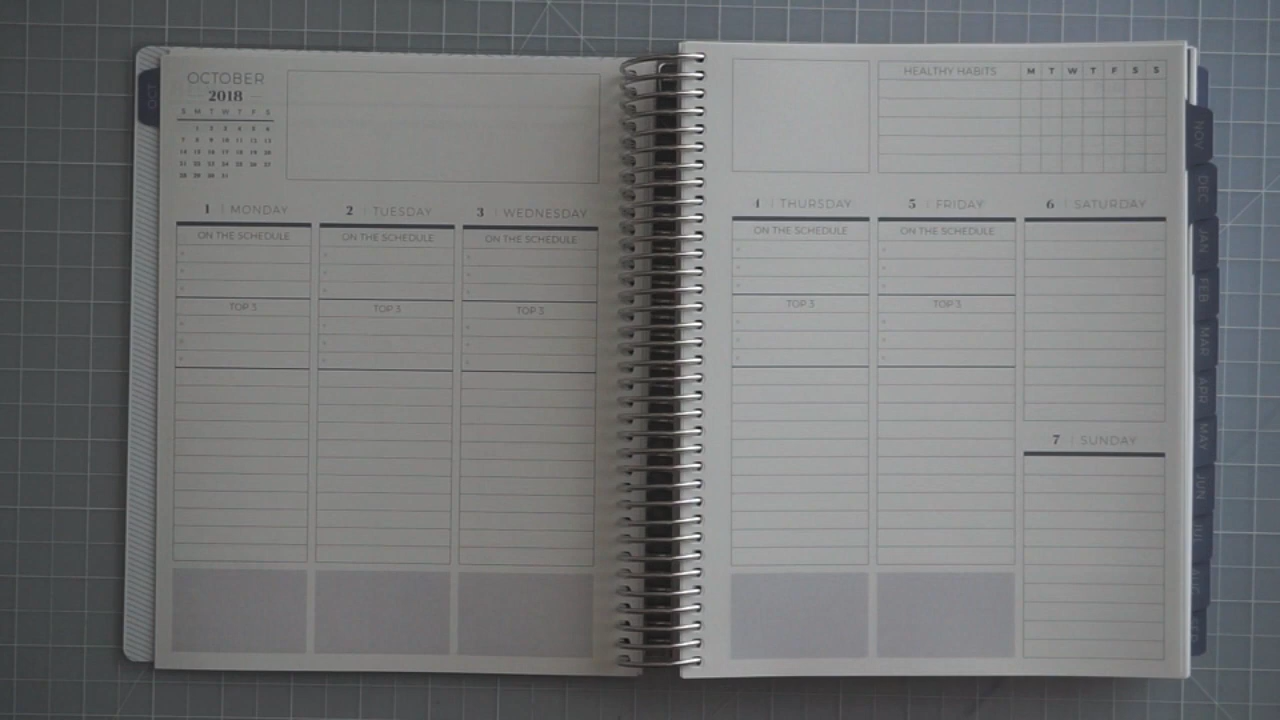 OCT
OCTOBER
2018
S M T W T F S
1 2 3 4 5 6
7 8 9 10 11 12 13
14 15 16 17 18 19 20
21 22 23 24 25 26 27
28 29 30 31
1 | MONDAY
ON THE SCHEDULE
TOP 3
2 | TUESDAY
ON THE SCHEDULE
TOP 3
3 | WEDNESDAY
ON THE SCHEDULE
TOP 3
HEALTHY HABITS M T W T F S S
4 | THURSDAY
ON THE SCHEDULE
TOP 3
5 | FRIDAY
ON THE SCHEDULE
TOP 3
6 | SATURDAY
7 | SUNDAY
NOV
DEC
JAN
FEB
MAR
APR
MAY
JUN
JUL